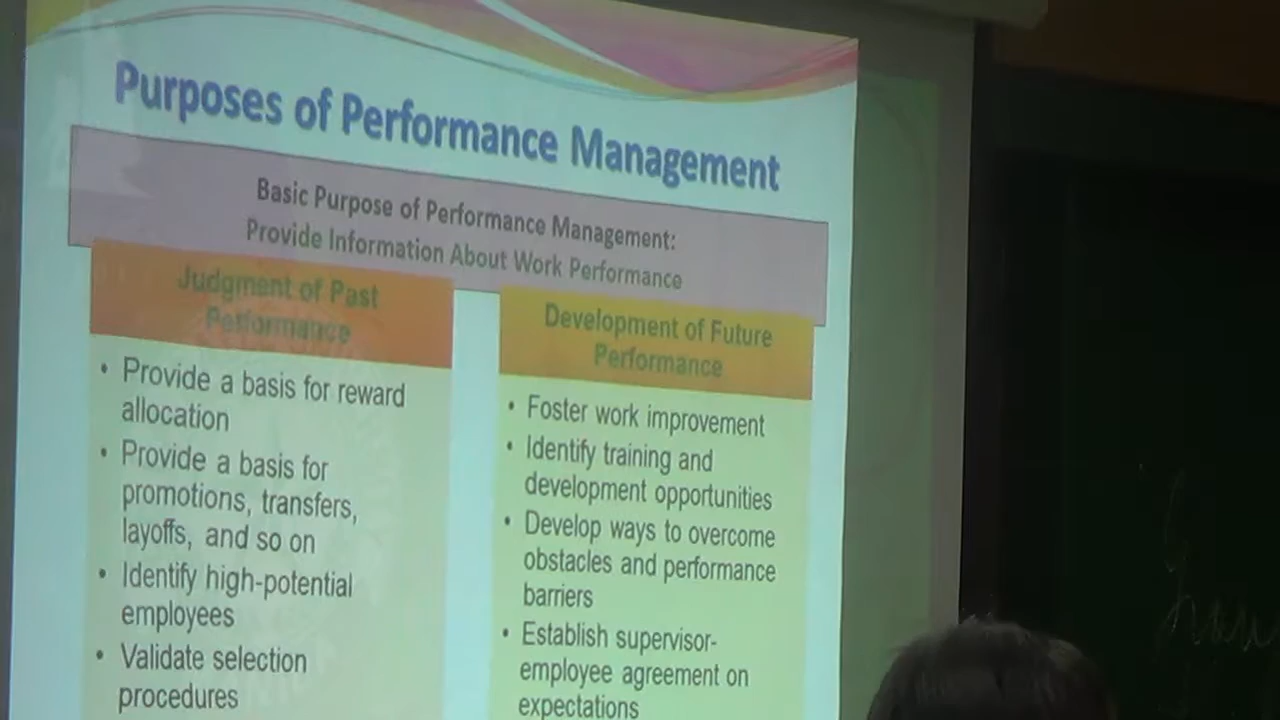 Purposes of Performance Management
Basic Purpose of Performance Management:
Provide Information About Work Performance
Judgment of Past
Performance
• Provide a basis for reward
allocation
• Provide a basis for
promotions, transfers,
layoffs, and so on
• Identify high-potential
employees
• Validate selection
procedures
Development of Future
Performance
• Foster work improvement
• Identify training and
development opportunities
• Develop ways to overcome
obstacles and performance
barriers
• Establish supervisor-
employee agreement on
expectations